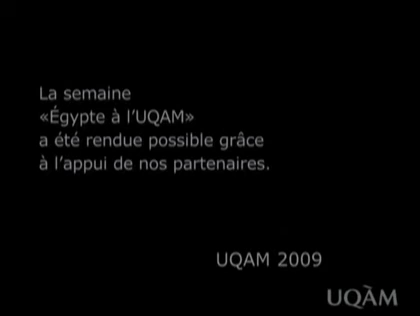 La semaine
«Égypte à l'UQAM»
a été rendue possible grâce
à l'appui de nos partenaires.
UQAM 2009
UQÀM